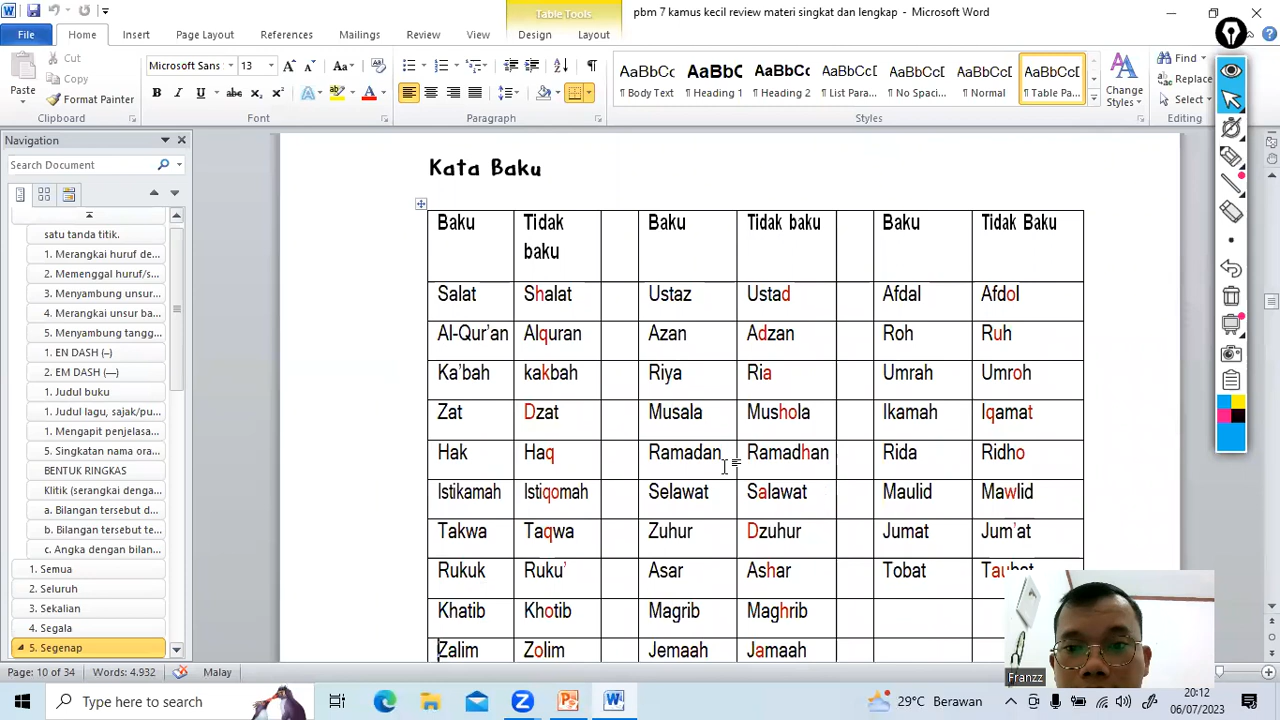 pbm 7 kamus kecil review materi singkat dan lengkap - Microsoft Word
Table Tools
File Home Insert Page Layout References Mailings Review View Design Layout
Paste
Cut
Copy
Format Painter
Clipboard
Microsoft Sans 13
Font
Paragraph
AaBbCcD AaBbCc AaBbCc AaBbCcD AaBbCcD AaBbCcD AaBbCcD
¶ Body Text ¶ Heading 1 ¶ Heading 2 ¶ List Para... ¶ No Spaci... ¶ Normal ¶ Table Pa...
Styles
Change Styles
Find
Replace
Select
Editing
Navigation
Search Document
satu tanda titik.
1. Merangkai huruf de...
2. Memenggal huruf/s...
3. Menyambung unsur...
4. Merangkai unsur ba...
5. Menyambung tangg...
1. EN DASH (–)
2. EM DASH (—)
1. Judul buku
1. Judul lagu, sajak/pu...
1. Mengapit penjelasa...
5. Singkatan nama ora...
BENTUK RINGKAS
Klitik (serangkai deng...
a. Bilangan tersebut d...
b. Bilangan tersebut te...
c. Angka dengan bilan...
1. Semua
2. Seluruh
3. Sekalian
4. Segala
5. Segenap
Kata Baku
Baku Tidak baku Baku Tidak baku Baku Tidak Baku
Salat Shalat Ustaz Ustad Afdal Afdol
Al-Qur’an Alquran Azan Adzan Roh Ruh
Ka’bah kakbah Riya Ria Umrah Umroh
Zat Dzat Musala Mushola Ikamah Iqamat
Hak Haq Ramadan Ramadhan Rida Ridho
Istikamah Istiqomah Selawat Salawat Maulid Mawlid
Takwa Taqwa Zuhur Dzuhur Jumat Jum’at
Rukuk Ruku’ Asar Ashar Tobat
Khatib Khotib Magrib Maghrib
Zalim Zolim Jemaah Jamaah
Franzz
Page: 10 of 34 Words: 4.932 Malay
Type here to search
29°C Berawan
20:12
06/07/2023